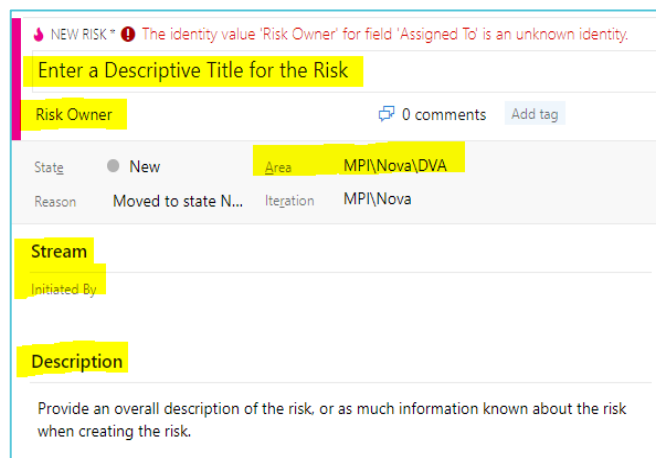 NEW RISK * The identity value 'Risk Owner' for field 'Assigned To' is an unknown identity.
Enter a Descriptive Title for the Risk
Risk Owner 0 comments Add tag
State New Area MPI\Nova\DVA
Reason Moved to state N... Iteration MPI\Nova
Stream
Initiated By
Description
Provide an overall description of the risk, or as much information known about the risk
when creating the risk.